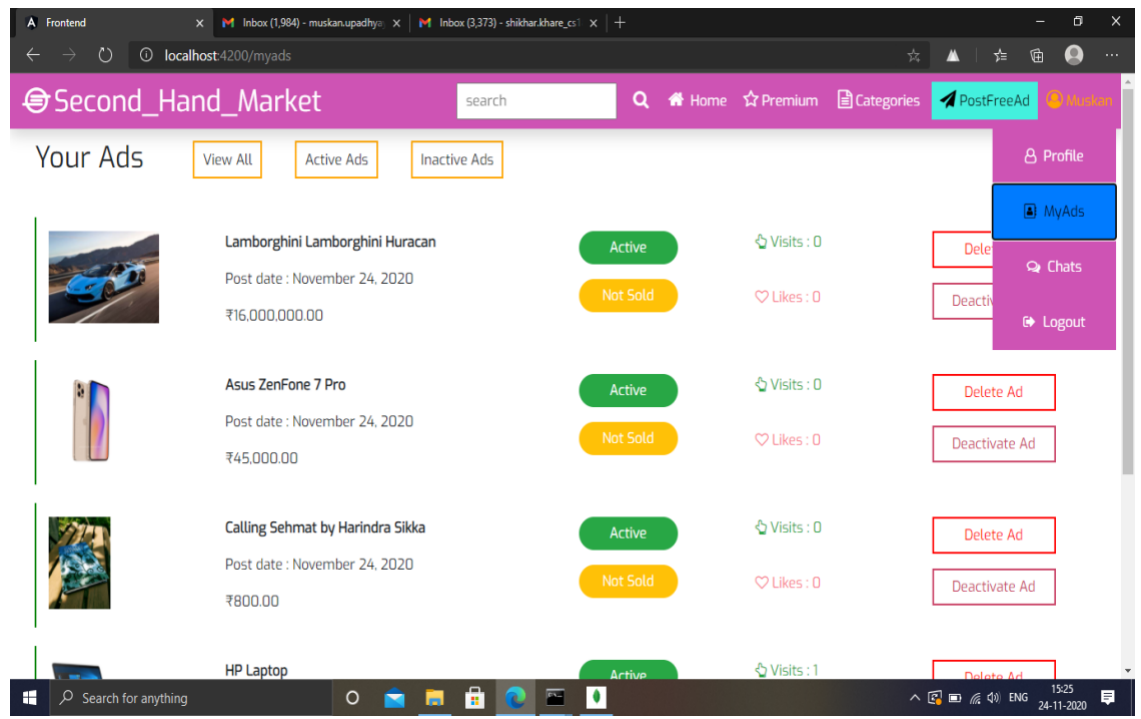 Frontend
Inbox (1,984) - muskan.upadhya
Inbox (3,373) - shikhar.khare_cs1
localhost:4200/myads
Second_Hand_Market
search
Home
Premium
Categories
PostFreeAd
Muskan
Your Ads
View All
Active Ads
Inactive Ads
Profile
MyAds
Chats
Logout
Lamborghini Lamborghini Huracan
Post date : November 24, 2020
₹16,000,000.00
Active
Not Sold
Visits : 0
Likes : 0
Dele
Deactiv
Asus ZenFone 7 Pro
Post date : November 24, 2020
₹45,000.00
Active
Not Sold
Visits : 0
Likes : 0
Delete Ad
Deactivate Ad
Calling Sehmat by Harindra Sikka
Post date : November 24, 2020
₹800.00
Active
Not Sold
Visits : 0
Likes : 0
Delete Ad
Deactivate Ad
HP Laptop
Active
Visits : 1
Delete Ad
Search for anything
ENG
15:25
24-11-2020